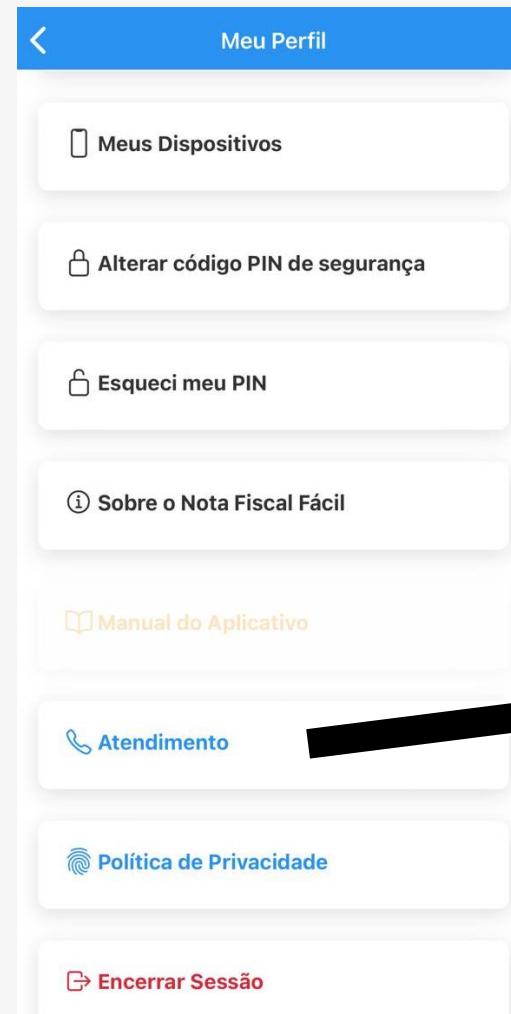 Meu Perfil
Meus Dispositivos
Alterar código PIN de segurança
Esqueci meu PIN
Sobre o Nota Fiscal Fácil
Manual do Aplicativo
Atendimento
Política de Privacidade
Encerrar Sessão